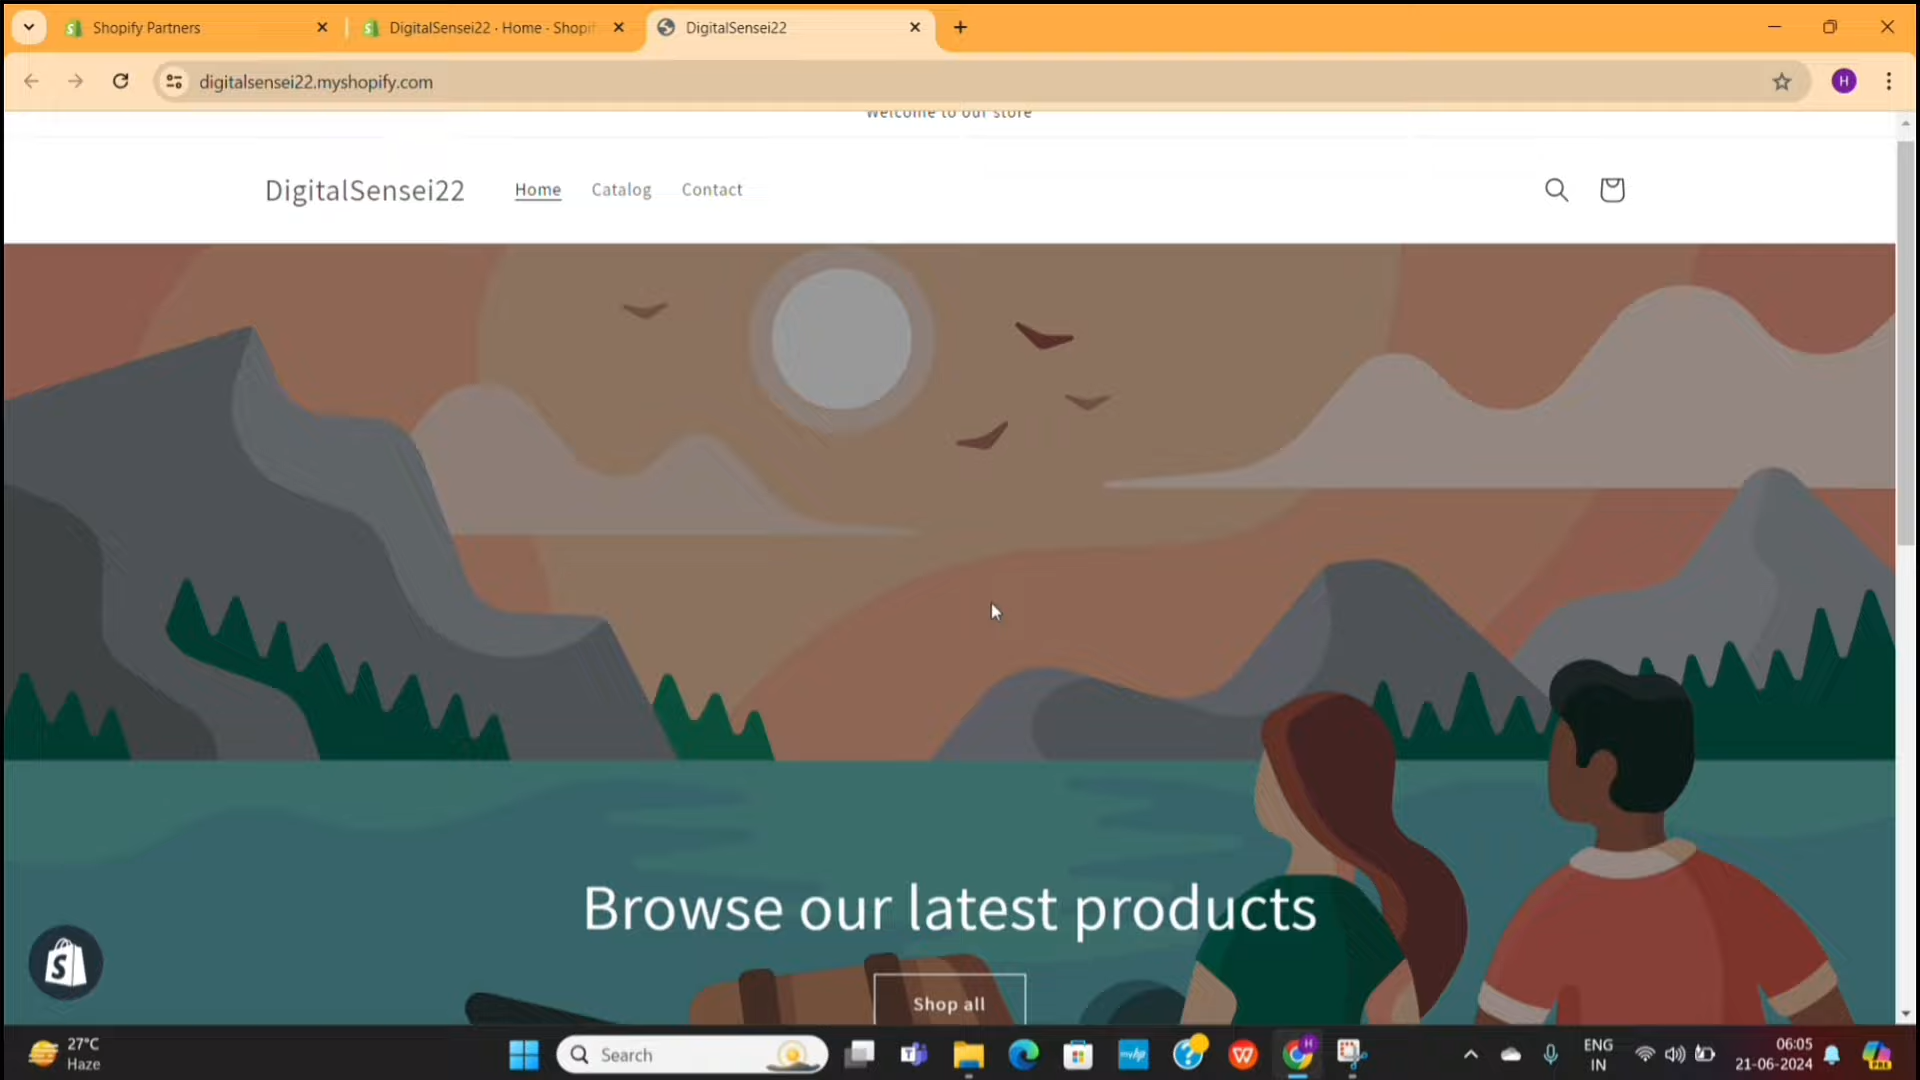 Shopify Partners
DigitalSensei22 · Home · Shopif
DigitalSensei22
digitalsensei22.myshopify.com
H
Welcome to our store
DigitalSensei22
Home
Catalog
Contact
Browse our latest products
Shop all
27°C
Haze
Search
ENG
IN
06:05
21-06-2024